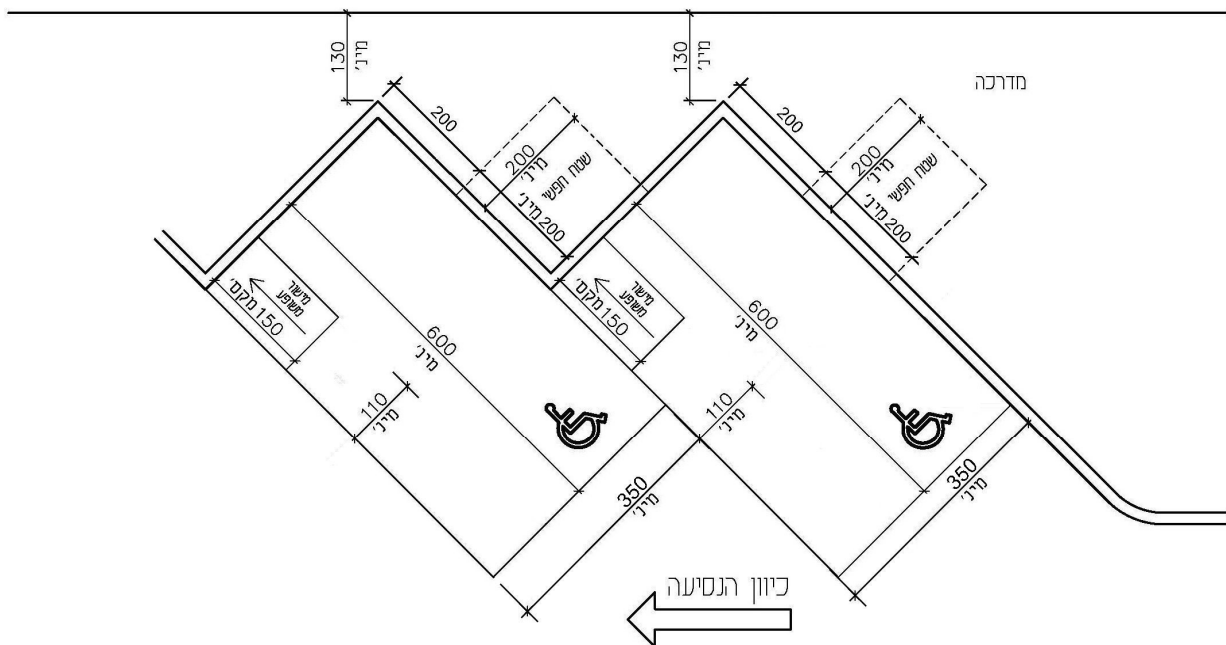 130
מינ'
130
מינ'
מדרכה
200
200
מינ'
שטח חפשי
200 מינ'
200
200
מינ'
שטח חפשי
200 מינ'
מישור
משופע
150 מקס'
מישור
משופע
150 מקס'
600
מינ'
600
מינ'
110
מינ'
110
מינ'
350
מינ'
350
מינ'
כיוון הנסיעה